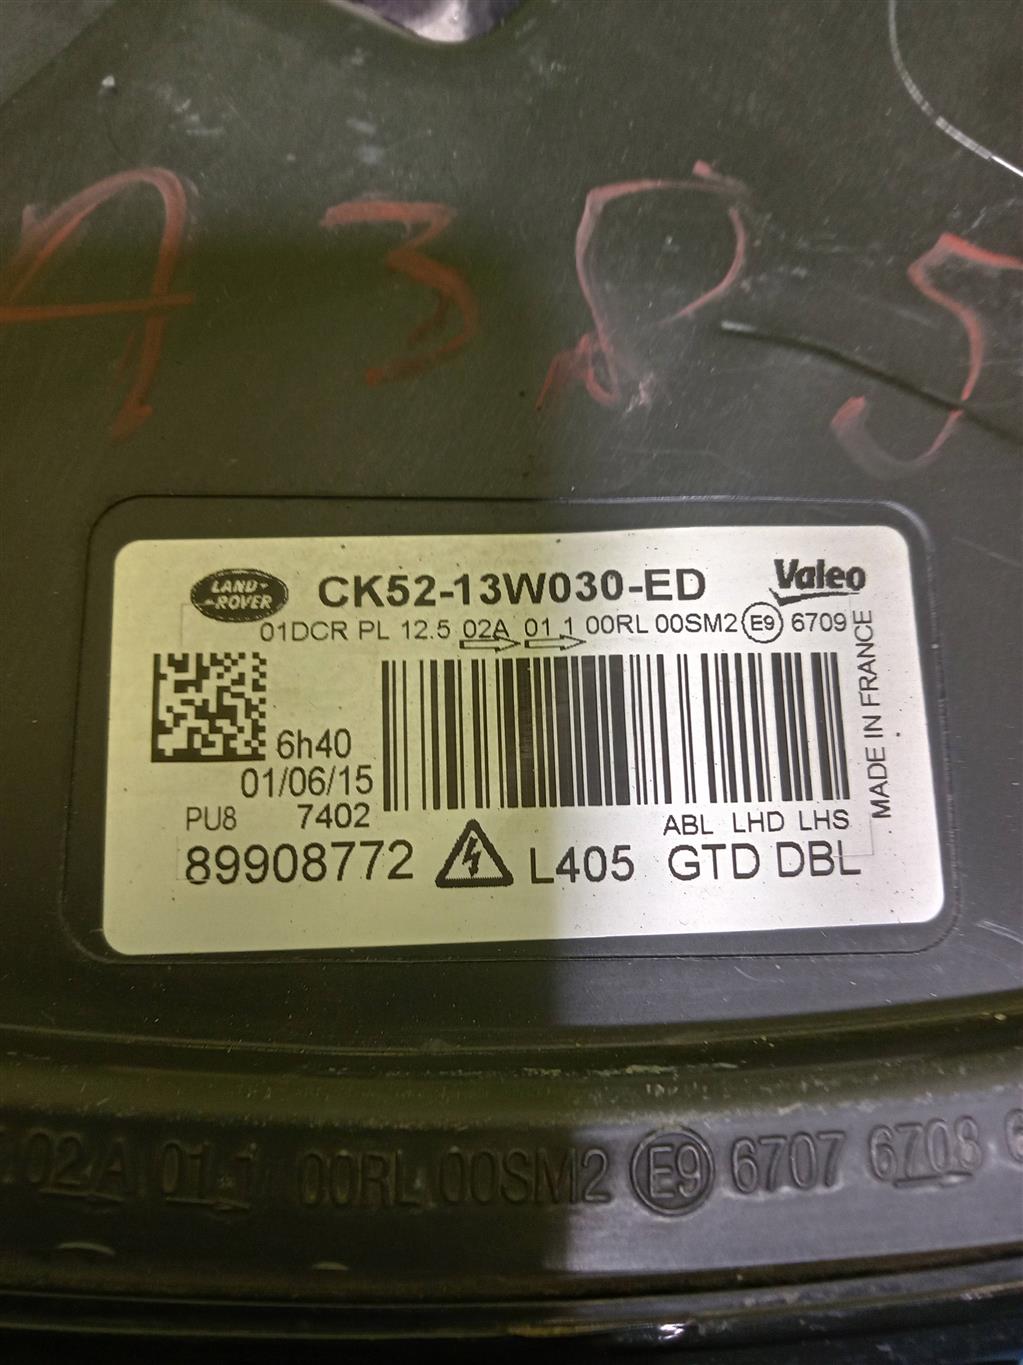 A 3 P 5
LAND ROVER
CK52-13W030-ED
Valeo
01DCR PL 12.5 02A 01 1 00RL 00SM2 E9 6709
MADE IN FRANCE
6h40
01/06/15
PU8 7402
ABL LHD LHS
89908772 L405 GTD DBL
02A 01 1 00RL 00SM2 E9 6707 6708